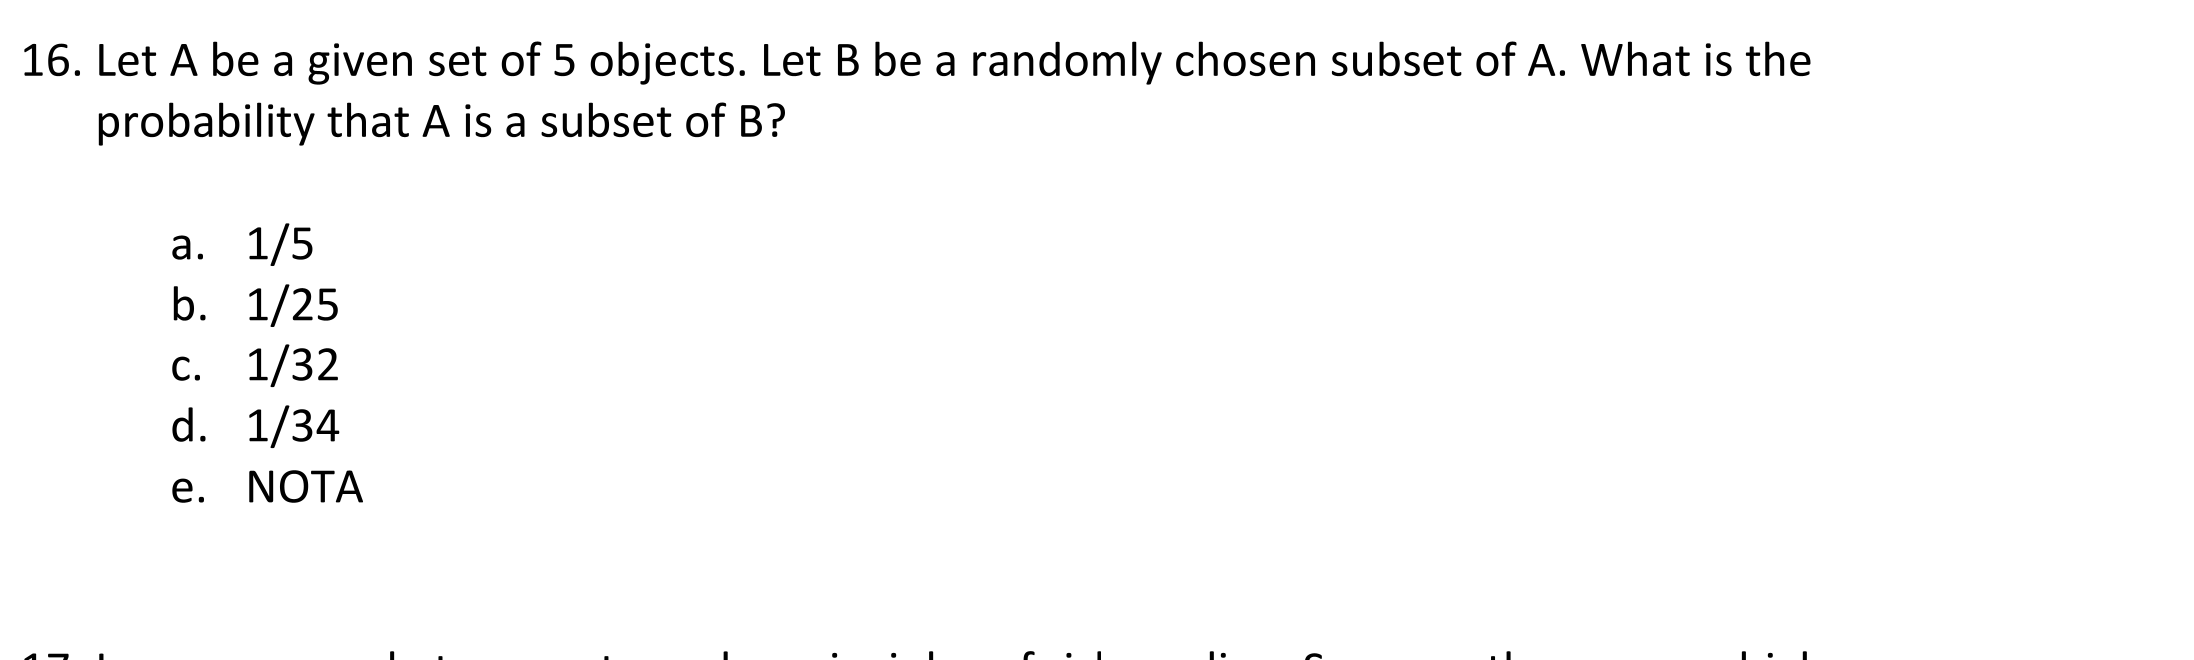 16. Let A be a given set of 5 objects. Let B be a randomly chosen subset of A. What is the
probability that A is a subset of B?
a. 1/5
b. 1/25
c. 1/32
d. 1/34
e. NOTA